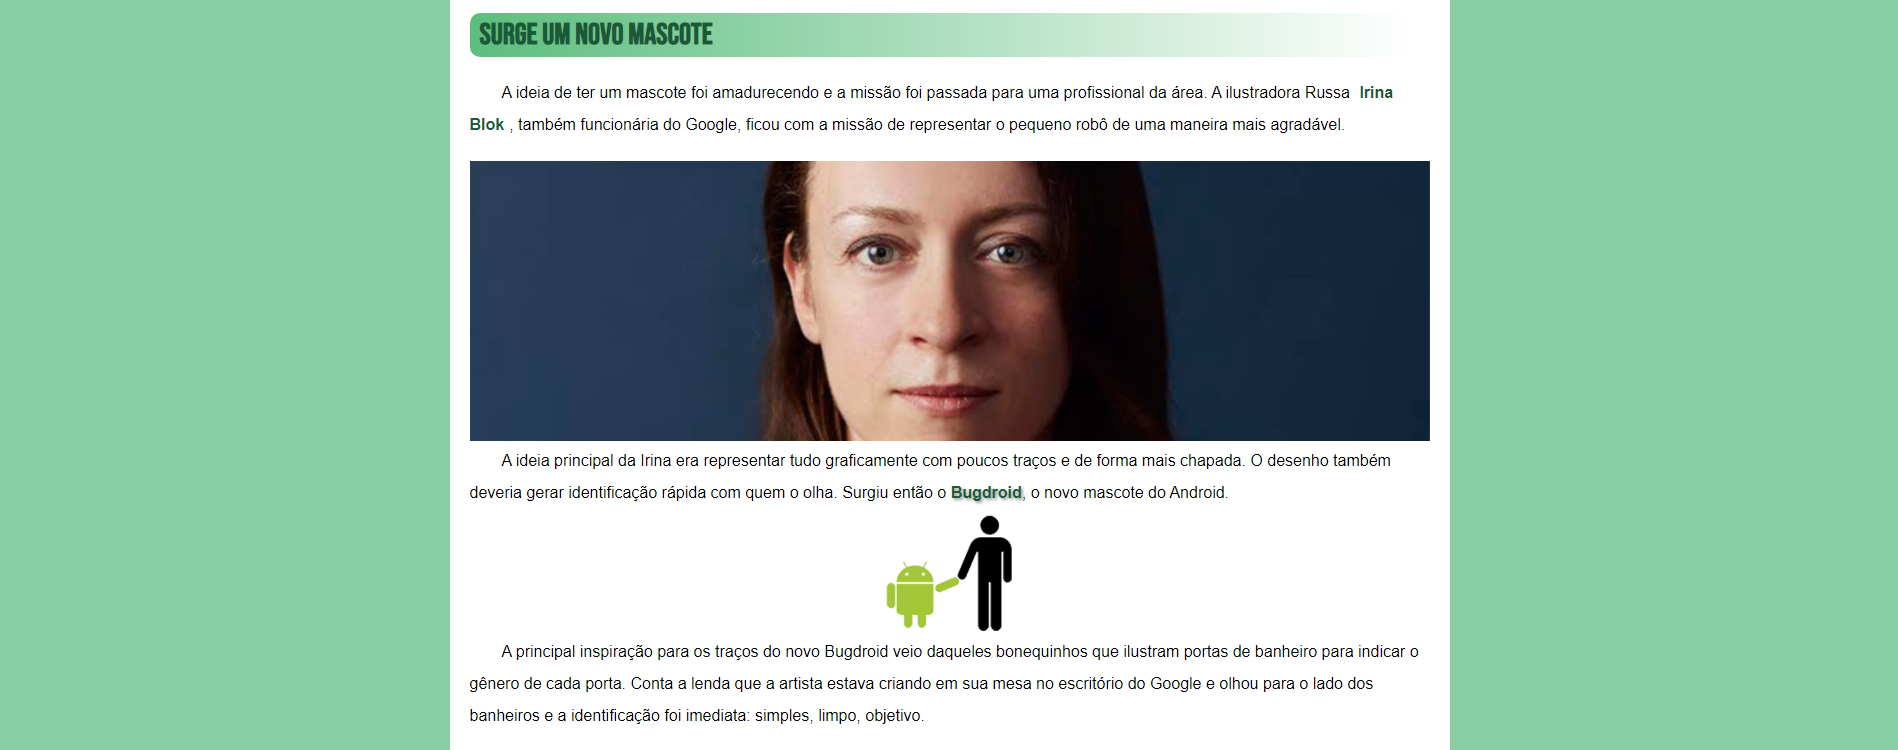 SURGE UM NOVO MASCOTE
A ideia de ter um mascote foi amadurecendo e a missão foi passada para uma profissional da área. A ilustradora Russa Irina
Blok , também funcionária do Google, ficou com a missão de representar o pequeno robô de uma maneira mais agradável.
A ideia principal da Irina era representar tudo graficamente com poucos traços e de forma mais chapada. O desenho também
deveria gerar identificação rápida com quem o olha. Surgiu então o Bugdroid, o novo mascote do Android.
A principal inspiração para os traços do novo Bugdroid veio daqueles bonequinhos que ilustram portas de banheiro para indicar o
gênero de cada porta. Conta a lenda que a artista estava criando em sua mesa no escritório do Google e olhou para o lado dos
banheiros e a identificação foi imediata: simples, limpo, objetivo.